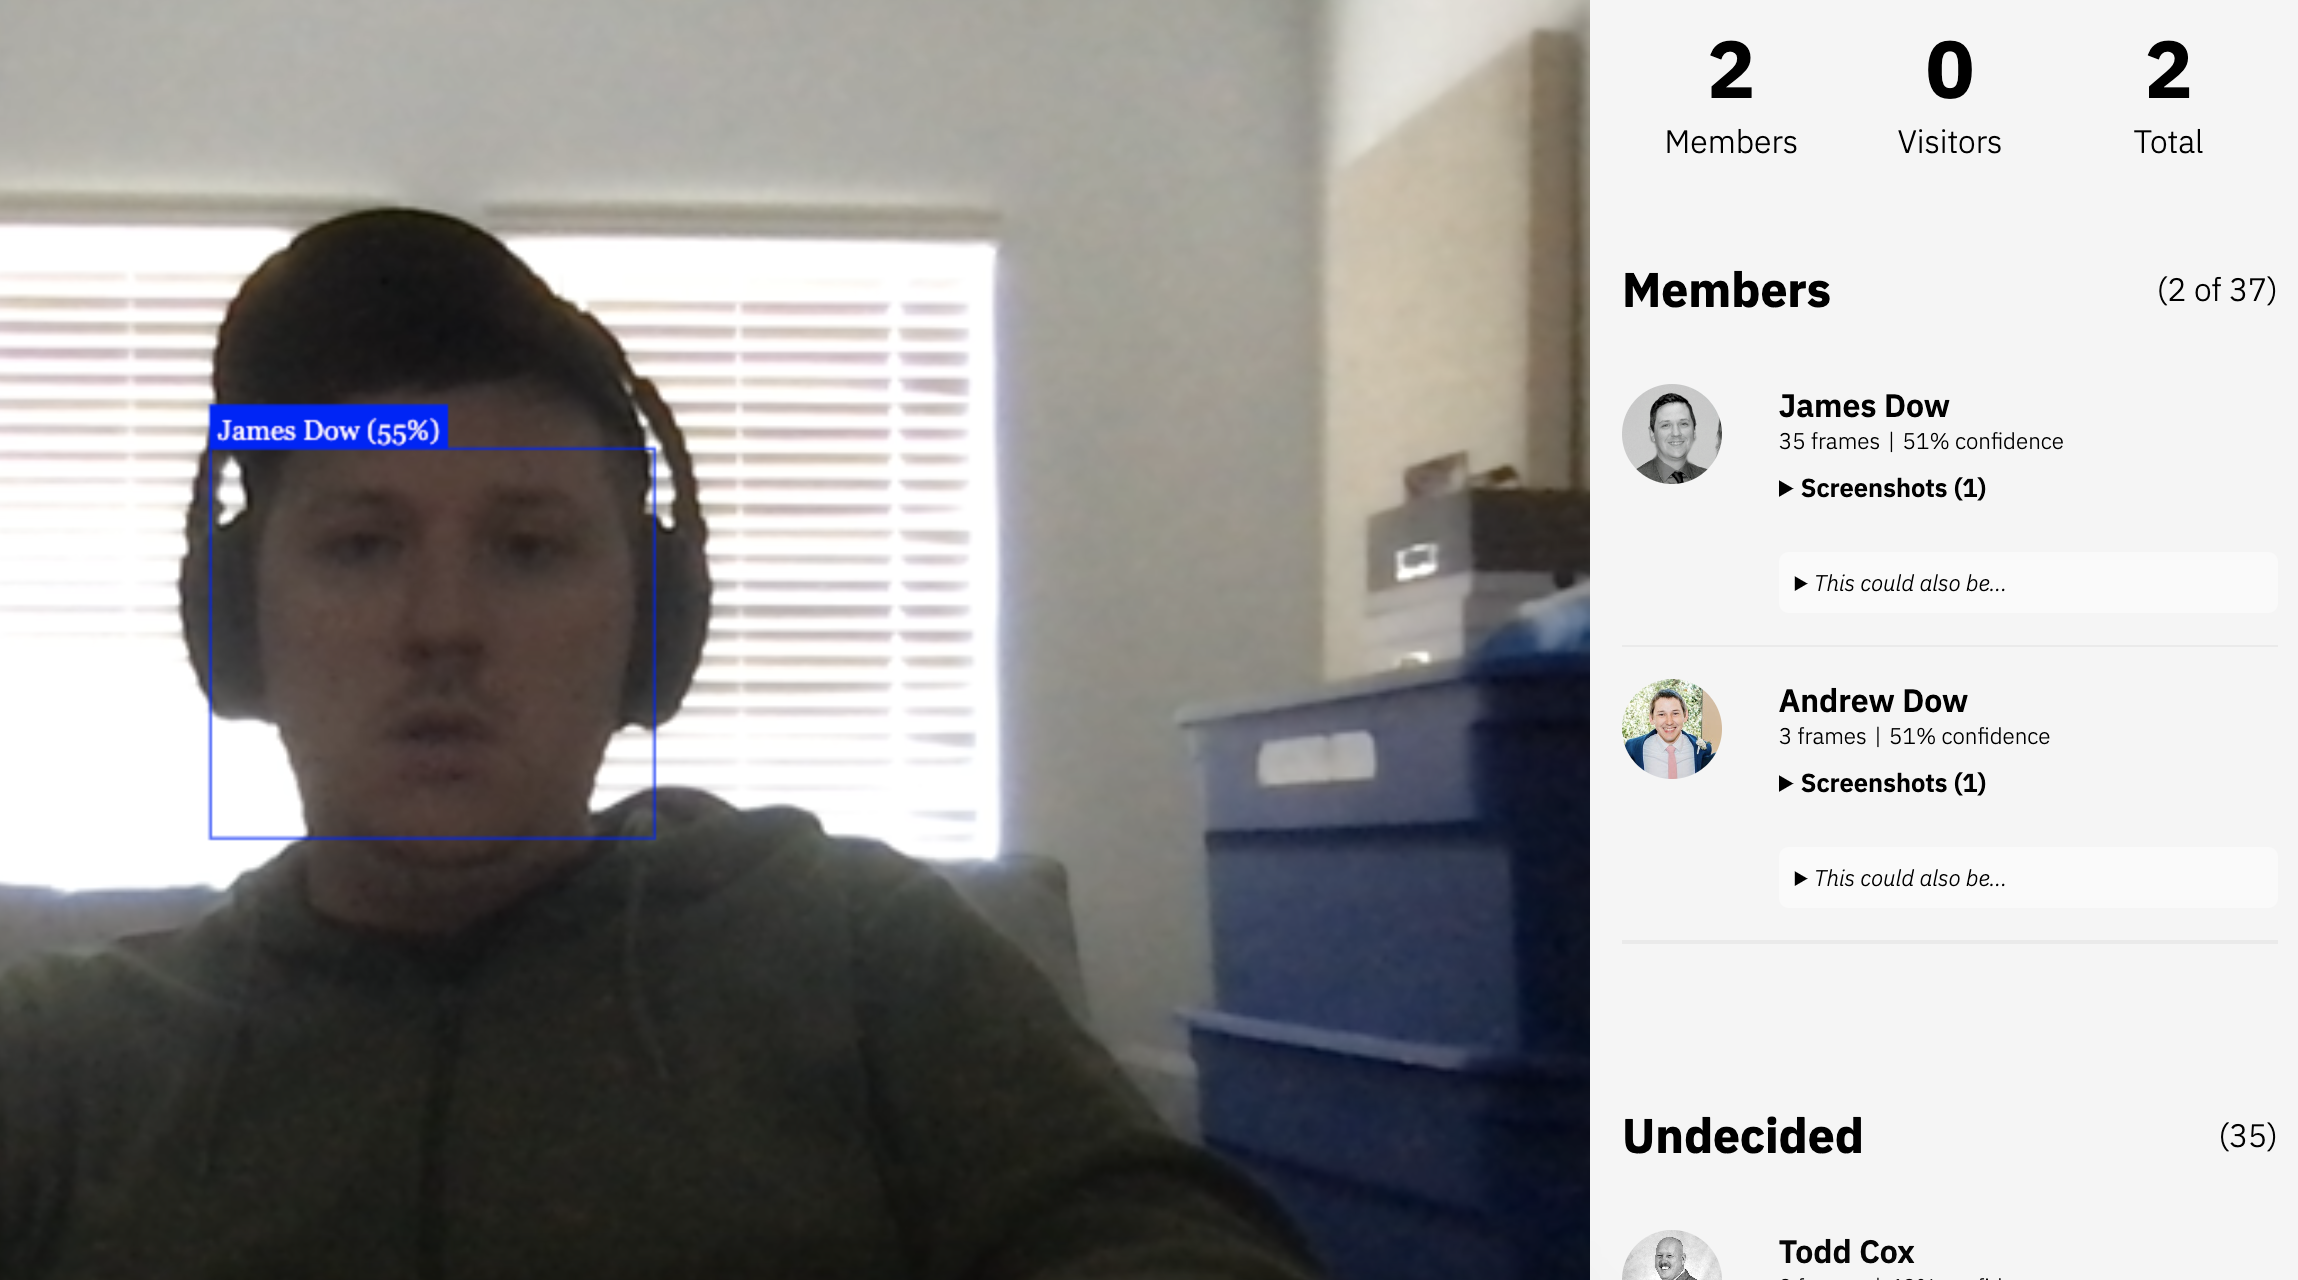 James Dow (55%)
2
Members
0
Visitors
2
Total
Members
(2 of 37)
James Dow
35 frames | 51% confidence
▶ Screenshots (1)
▶ This could also be...
Andrew Dow
3 frames | 51% confidence
▶ Screenshots (1)
▶ This could also be...
Undecided
(35)
Todd Cox